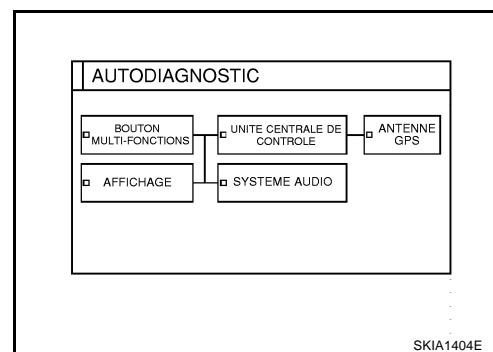 AUTODIAGNOSTIC
BOUTON
MULTI-FONCTIONS
UNITE CENTRALE DE
CONTROLE
ANTENNE
GPS
AFFICHAGE
SYSTEME AUDIO
SKIA1404E